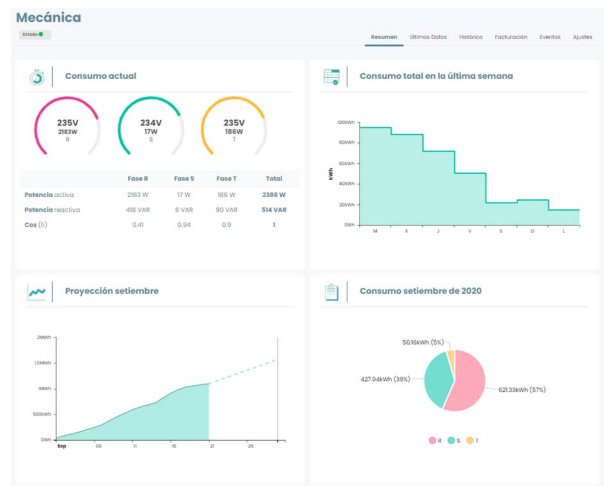 Mecánica
Estado
Resumen Últimos Datos Histórico Facturación Eventos Ajustes
Consumo actual
235V 234V 235V
2183W 17W 186W
R S T
Fase R Fase S Fase T Total
Potencia activa 2183 W 17 W 186 W 2386 W
Potencia reactiva 418 VAR 6 VAR 90 VAR 514 VAR
Cos (fi) 0.41 0.94 0.9 1
Consumo total en la última semana
100kWh
80kWh
60kWh
40kWh
20kWh
0Wh
kWh
M X J V S D L
Proyección setiembre
2MWh
1.5MWh
1MWh
500kWh
0Wh
Sep 06 11 16 21 26
Consumo setiembre de 2020
50.16kWh (5%)
427.94kWh (39%)
621.33kWh (57%)
R S T